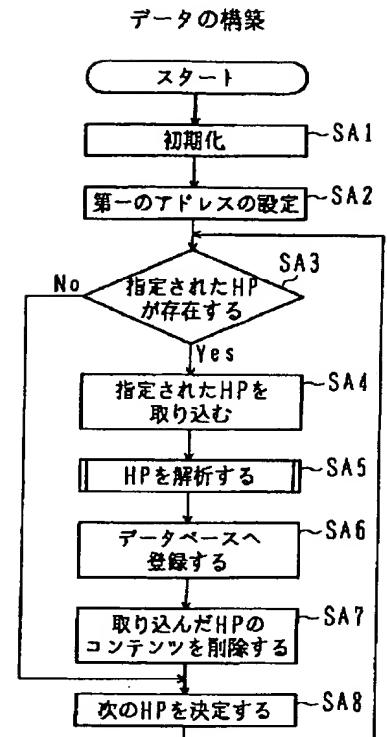 データの構築
スタート
初期化
SA1
第一のアドレスの設定
SA2
指定されたHP
が存在する
SA3
No
Yes
指定されたHPを
取り込む
SA4
HPを解析する
SA5
データベースへ
登録する
SA6
取り込んだHPの
コンテンツを削除する
SA7
次のHPを決定する
SA8